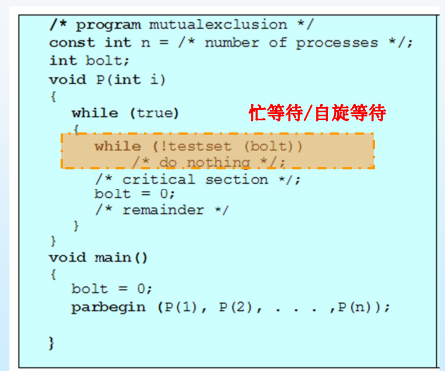 /* program mutualexclusion */
const int n = /* number of processes */;
int bolt;
void P(int i)
{
while (true)
忙等待/自旋等待
{
while (!testset (bolt))
/* do nothing */;
/* critical section */;
bolt = 0;
/* remainder */
}
}
void main()
{
bolt = 0;
parbegin (P(1), P(2), . . . ,P(n));
}